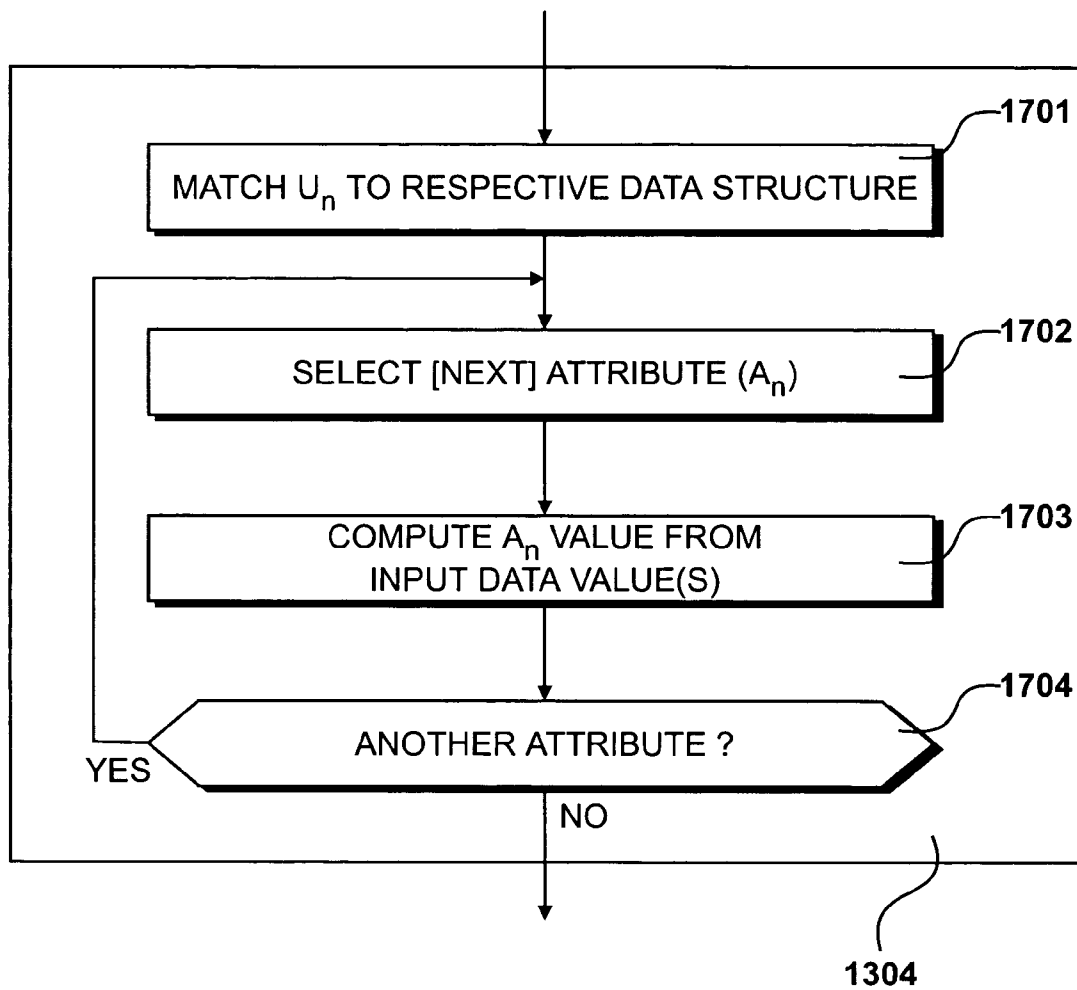 1701
MATCH Un TO RESPECTIVE DATA STRUCTURE
1702
SELECT [NEXT] ATTRIBUTE (An)
1703
COMPUTE An VALUE FROM
INPUT DATA VALUE(S)
1704
ANOTHER ATTRIBUTE ?
YES
NO
1304